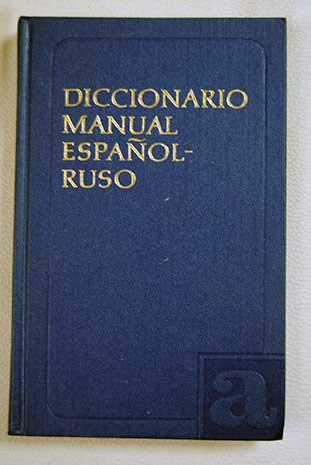 DICCIONARIO
MANUAL
ESPAÑOL-
RUSO
a